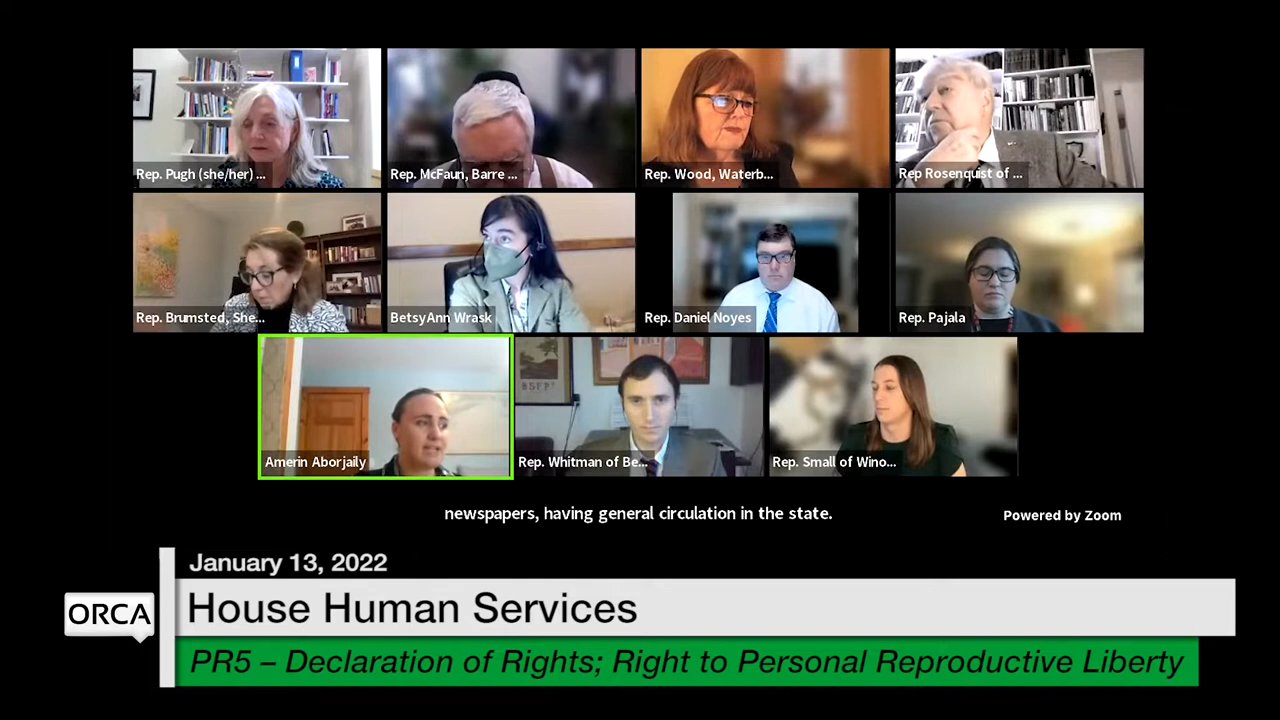 Rep. Pugh (she/her) ...
Rep. McFaun, Barre ...
Rep. Wood, Waterb...
Rep Rosenquist of ...
Rep. Brumsted, She...
BetsyAnn Wrask
Rep. Daniel Noyes
Rep. Pajala
Amerin Aborjaily
Rep. Whitman of Be...
Rep. Small of Wino...
newspapers, having general circulation in the state.
Powered by Zoom
January 13, 2022
ORCA
House Human Services
PR5 – Declaration of Rights; Right to Personal Reproductive Liberty